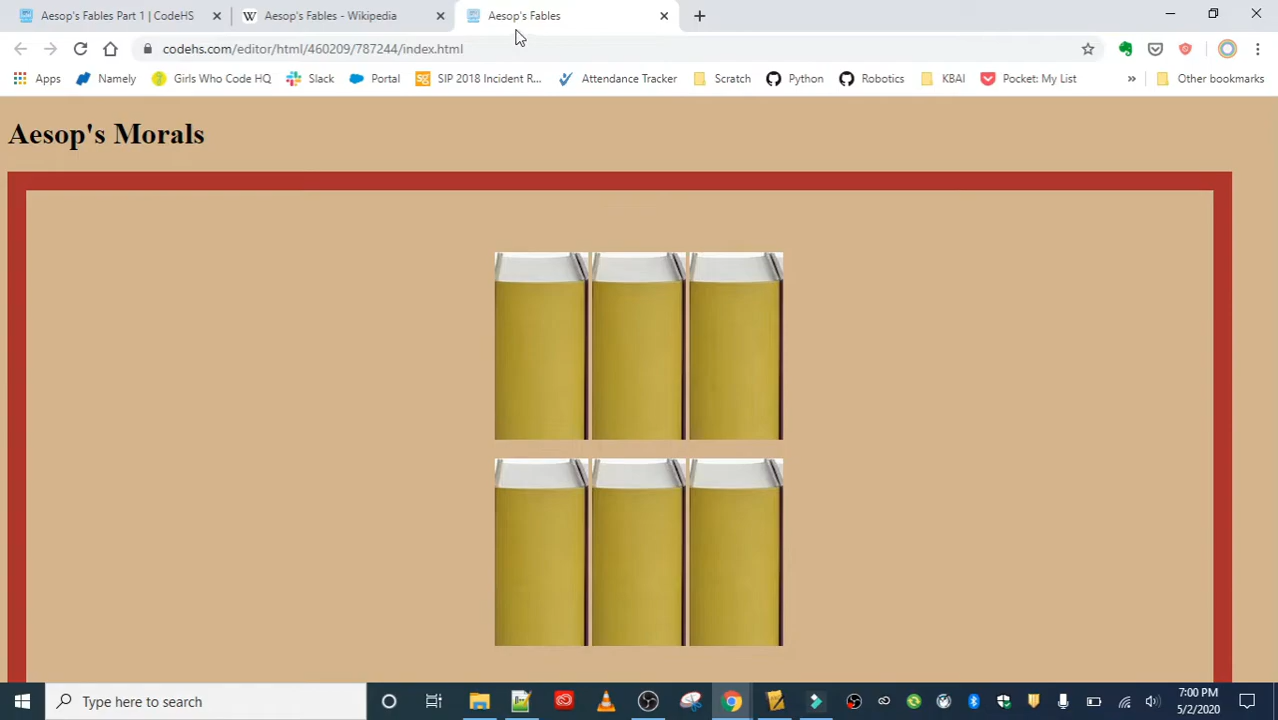 Aesop's Fables Part 1 | CodeHS
W Aesop's Fables - Wikipedia
Aesop's Fables
codehs.com/editor/html/460209/787244/index.html
Apps Namely Girls Who Code HQ Slack Portal sg SIP 2018 Incident R... Attendance Tracker Scratch Python Robotics KBAI Pocket: My List » Other bookmarks
Aesop's Morals
Type here to search
7:00 PM
5/2/2020